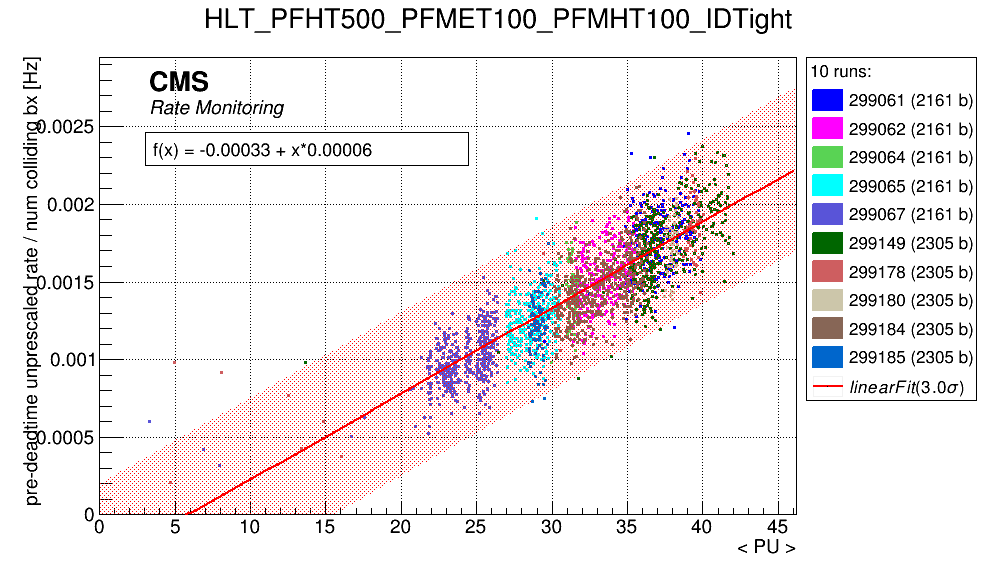 HLT_PFHT500_PFMET100_PFMHT100_IDTight
pre-deadtime unprescaled rate / num colliding bx [Hz]
CMS
Rate Monitoring
f(x) = -0.00033 + x*0.00006
0.0025
0.002
0.0015
0.001
0.0005
0
0 5 10 15 20 25 30 35 40 45
< PU >
10 runs:
299061 (2161 b)
299062 (2161 b)
299064 (2161 b)
299065 (2161 b)
299067 (2161 b)
299149 (2305 b)
299178 (2305 b)
299180 (2305 b)
299184 (2305 b)
299185 (2305 b)
linearFit(3.0σ)